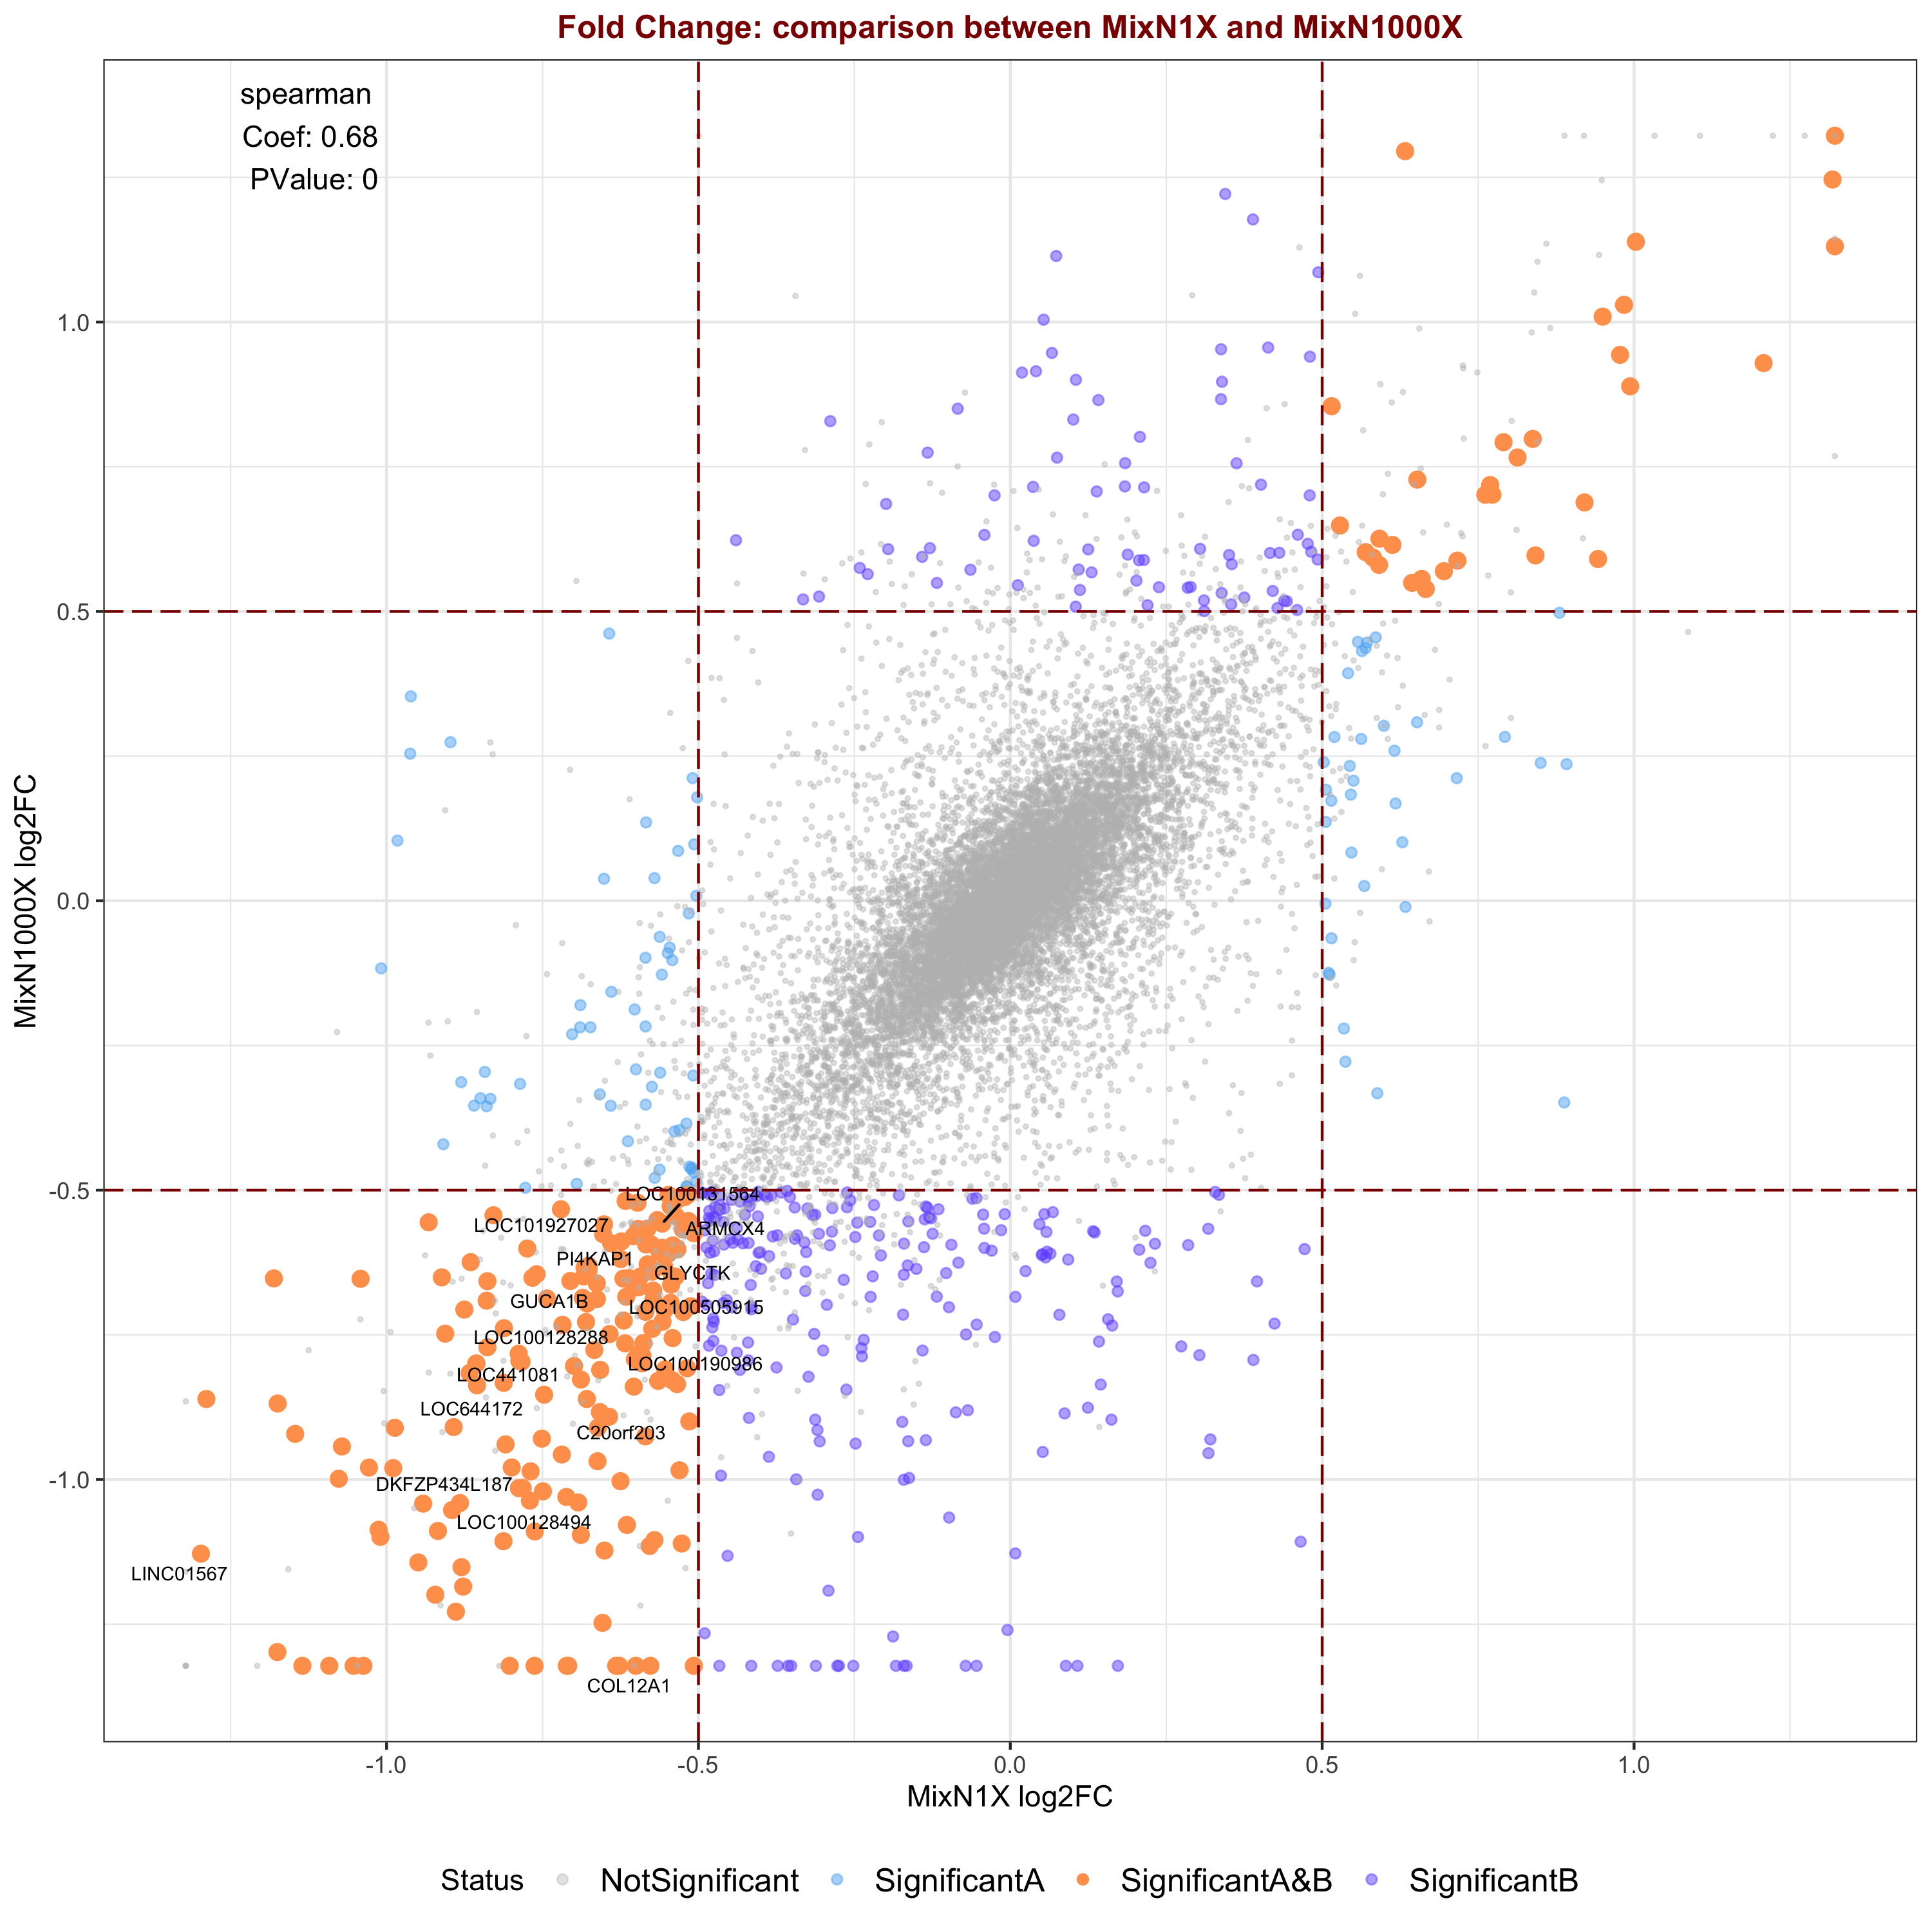 Fold Change: comparison between MixN1X and MixN1000X
spearman
Coef: 0.68
PValue: 0
1.0
0.5
0.0
-0.5
-1.0
MixN1000X log2FC
LOC100131564
LOC101927027
ARMCX4
PI4KAP1
GLYCTK
GUCA1B
LOC100505915
LOC100128288
LOC100190986
LOC441081
LOC644172
C20orf203
DKFZP434L187
LOC100128494
LINC01567
COL12A1
-1.0
-0.5
0.0
0.5
1.0
MixN1X log2FC
Status NotSignificant SignificantA SignificantA&B SignificantB